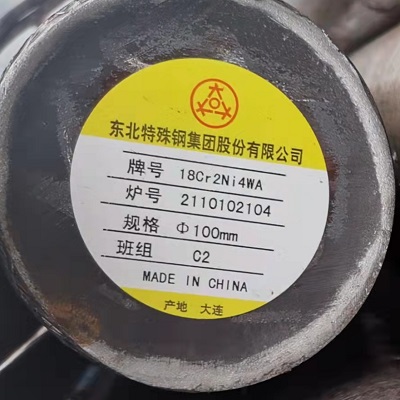 东北特殊钢集团股份有限公司
牌号 18Cr2Ni4WA
炉号 2110102104
规格 Φ100mm
班组 C2
MADE IN CHINA
产地 大连